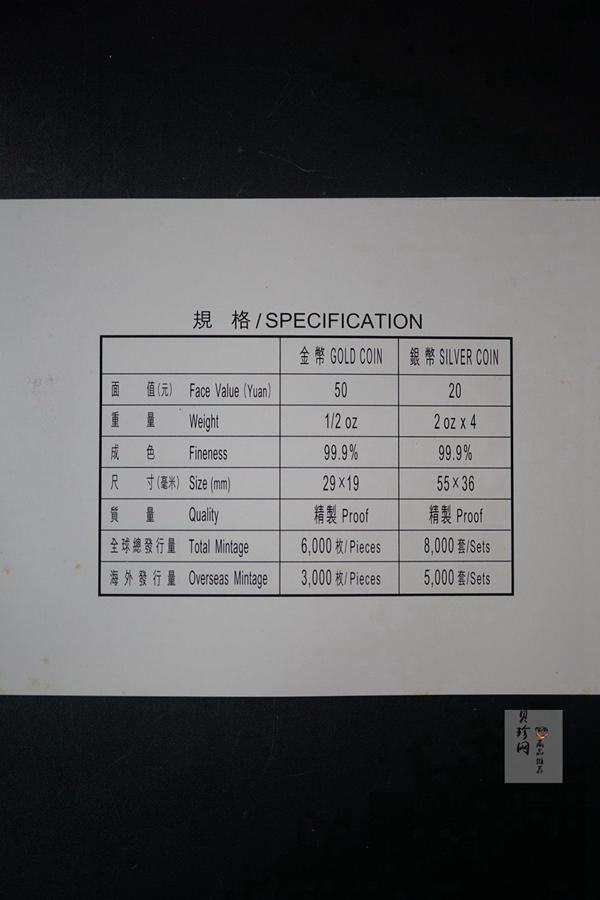 規 格/SPECIFICATION
金 幣 GOLD COIN 銀 幣 SILVER COIN
面 值(元) Face Value (Yuan) 50 20
重 量 Weight 1/2 oz 2 oz x 4
成 色 Fineness 99.9% 99.9%
尺 寸(毫米) Size (mm) 29×19 55×36
質 量 Quality 精製 Proof 精製 Proof
全球總發行量 Total Mintage 6,000 枚/Pieces 8,000 套/Sets
海外發行量 Overseas Mintage 3,000 枚/Pieces 5,000 套/Sets
贝珍网